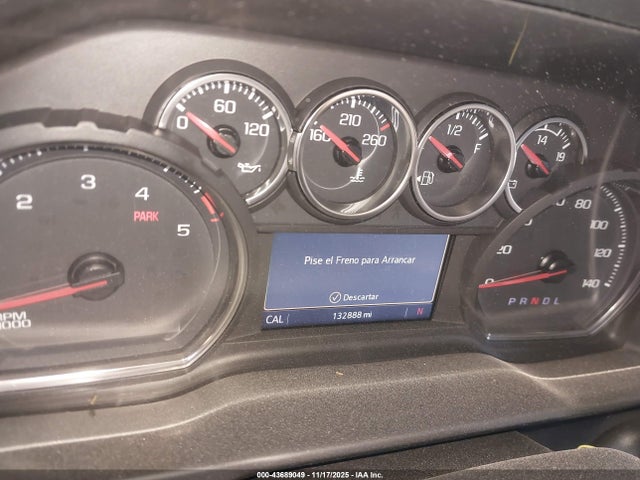 0 60 120
160 210 260
1/2 F
14 19
2 3 4 5
PARK
RPM
1000
Pise el Freno para Arrancar
Descartar
CAL 132888 mi N
0 20 80 100 120 140
P R N D L
000-43689049 - 11/17/2025 - IAA Inc.